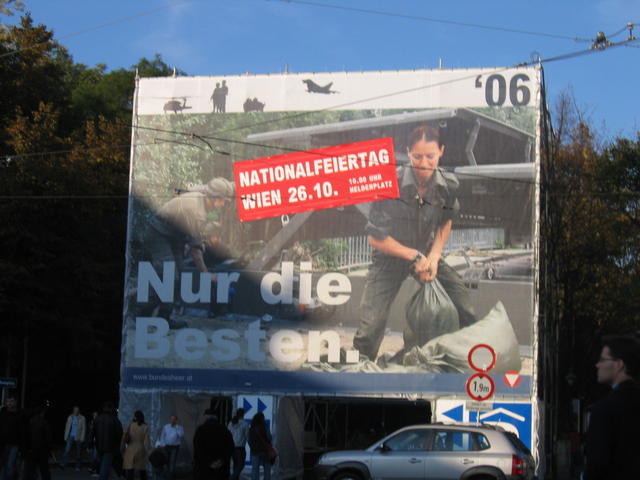 '06
NATIONALFEIERTAG
WIEN 26.10.
10.00 UHR
HELDENPLATZ
Nur die
Besten.
www.bundesheer.at
1,9m